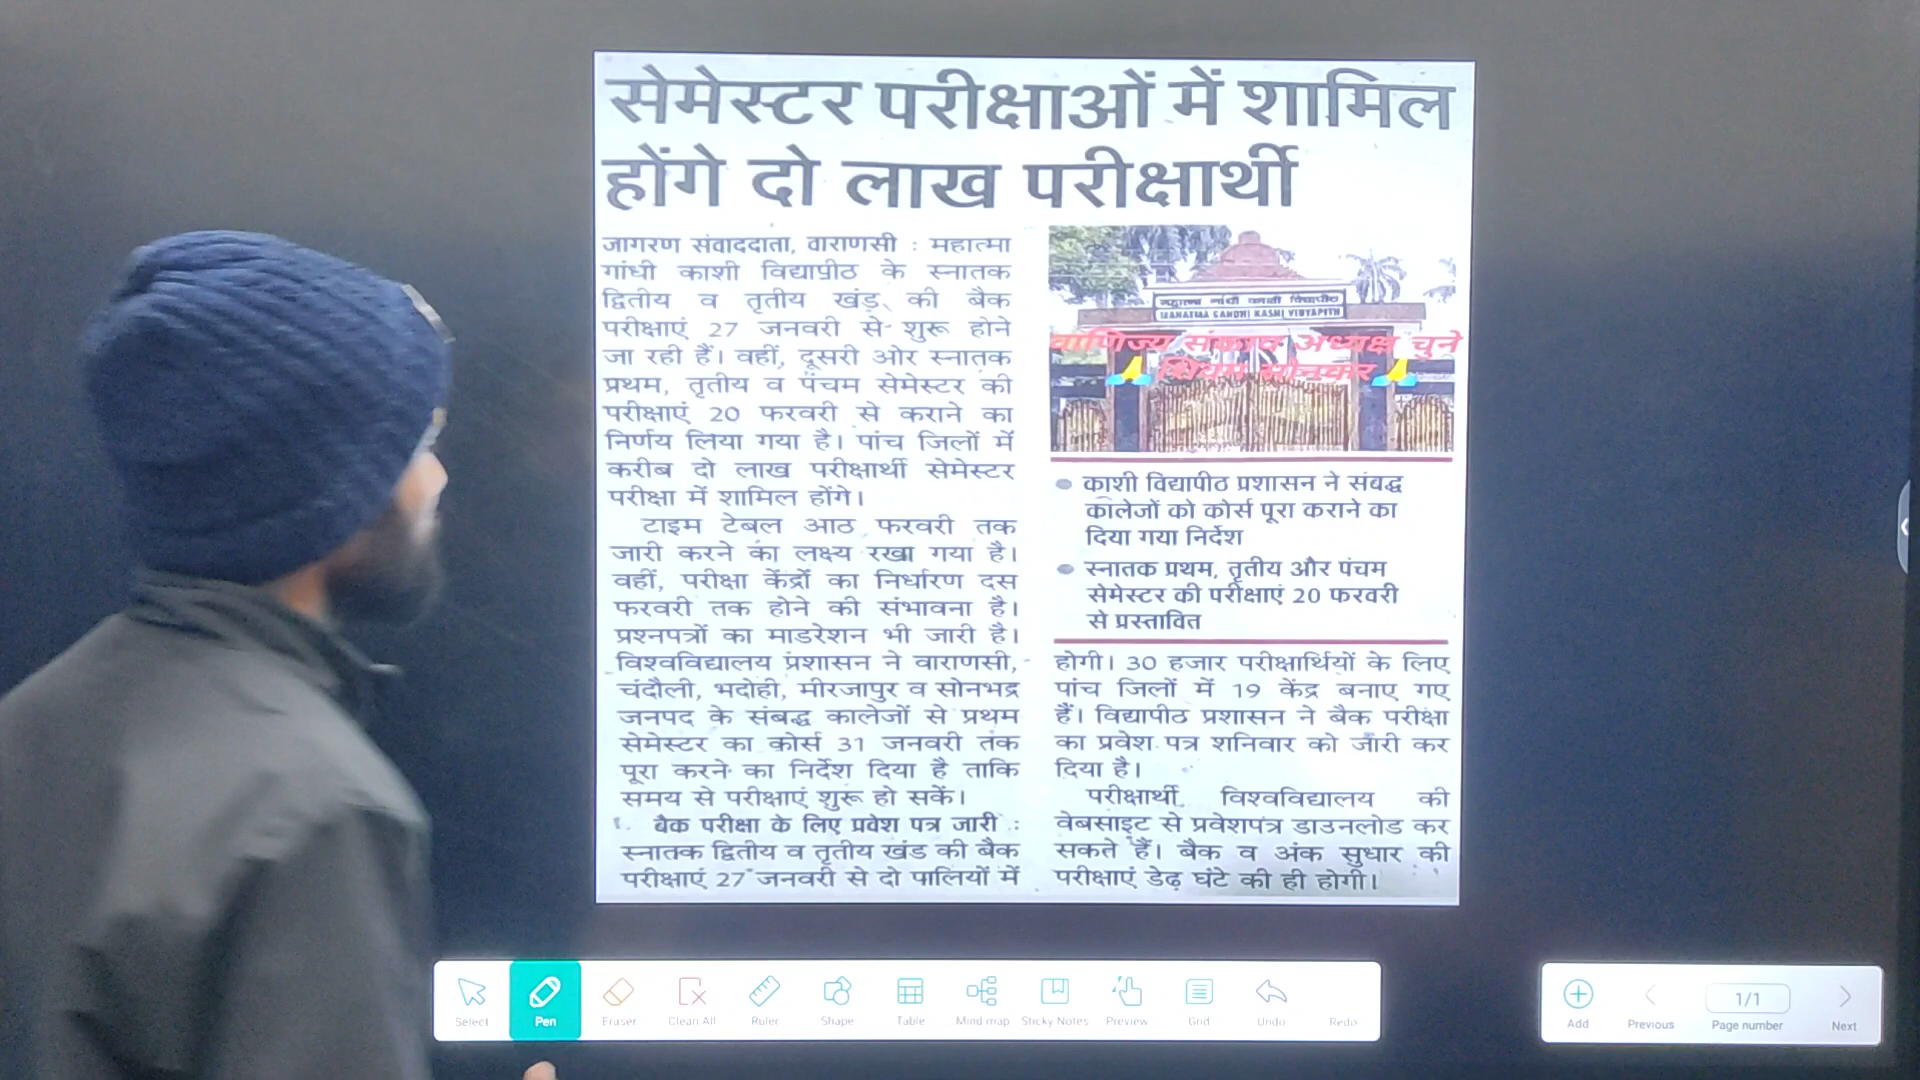 सेमेस्टर परीक्षाओं में शामिल
होंगे दो लाख परीक्षार्थी
जागरण संवाददाता, वाराणसी : महात्मा
गांधी काशी विद्यापीठ के स्नातक
द्वितीय व तृतीय खंड की बैक
परीक्षाएं 27 जनवरी से शुरू होने
जा रही हैं। वहीं, दूसरी ओर स्नातक
प्रथम, तृतीय व पंचम सेमेस्टर की
परीक्षाएं 20 फरवरी से कराने का
निर्णय लिया गया है। पांच जिलों में
करीब दो लाख परीक्षार्थी सेमेस्टर
परीक्षा में शामिल होंगे।
टाइम टेबल आठ फरवरी तक
जारी करने का लक्ष्य रखा गया है।
वहीं, परीक्षा केंद्रों का निर्धारण दस
फरवरी तक होने की संभावना है।
प्रश्नपत्रों का माडरेशन भी जारी है।
विश्वविद्यालय प्रशासन ने वाराणसी,
चंदौली, भदोही, मीरजापुर व सोनभद्र
जनपद के संबद्ध कालेजों से प्रथम
सेमेस्टर का कोर्स 31 जनवरी तक
पूरा करने का निर्देश दिया है ताकि
समय से परीक्षाएं शुरू हो सकें।
बैक परीक्षा के लिए प्रवेश पत्र जारी :
स्नातक द्वितीय व तृतीय खंड की बैक
परीक्षाएं 27 जनवरी से दो पालियों में
महात्मा गांधी काशी विद्यापीठ
MAHATMA GANDHI KASHI VIDYAPITH
वाणिज्य संकाय अध्यक्ष चुने
शिवम सोनकर
काशी विद्यापीठ प्रशासन ने संबद्ध
कालेजों को कोर्स पूरा कराने का
दिया गया निर्देश
स्नातक प्रथम, तृतीय और पंचम
सेमेस्टर की परीक्षाएं 20 फरवरी
से प्रस्तावित
होगी। 30 हजार परीक्षार्थियों के लिए
पांच जिलों में 19 केंद्र बनाए गए
हैं। विद्यापीठ प्रशासन ने बैक परीक्षा
का प्रवेश पत्र शनिवार को जारी कर
दिया है।
परीक्षार्थी विश्वविद्यालय की
वेबसाइट से प्रवेशपत्र डाउनलोड कर
सकते हैं। बैक व अंक सुधार की
परीक्षाएं डेढ़ घंटे की ही होगी।
Select Pen Eraser Clean All Ruler Shape Table Mind map Sticky Notes Preview Grid Undo Redo
1/1
Add Previous Page number Next